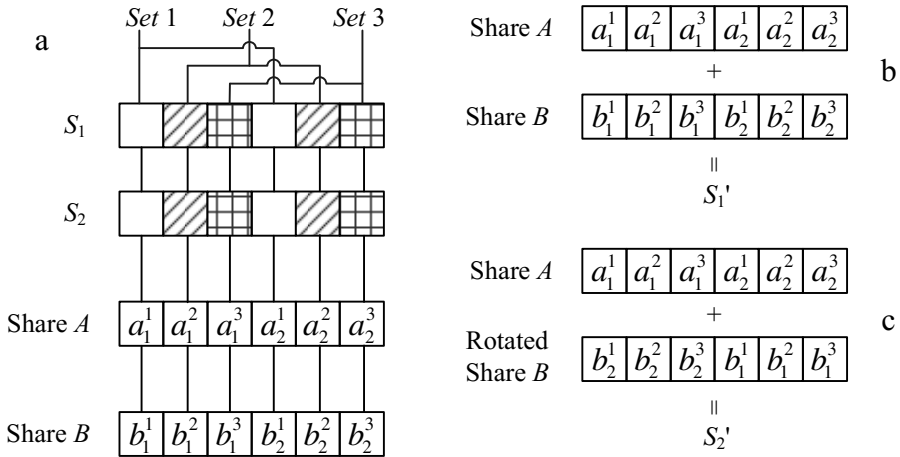 Set 1 Set 2 Set 3
a
S₁
S₂
Share A a₁¹ a₁² a₁³ a₂¹ a₂² a₂³
Share B b₁¹ b₁² b₁³ b₂¹ b₂² b₂³
Share A a₁¹ a₁² a₁³ a₂¹ a₂² a₂³
+
b
Share B b₁¹ b₁² b₁³ b₂¹ b₂² b₂³
=
S₁'
Share A a₁¹ a₁² a₁³ a₂¹ a₂² a₂³
+
c
Rotated
Share B b₂¹ b₂² b₂³ b₁¹ b₁² b₁³
=
S₂'